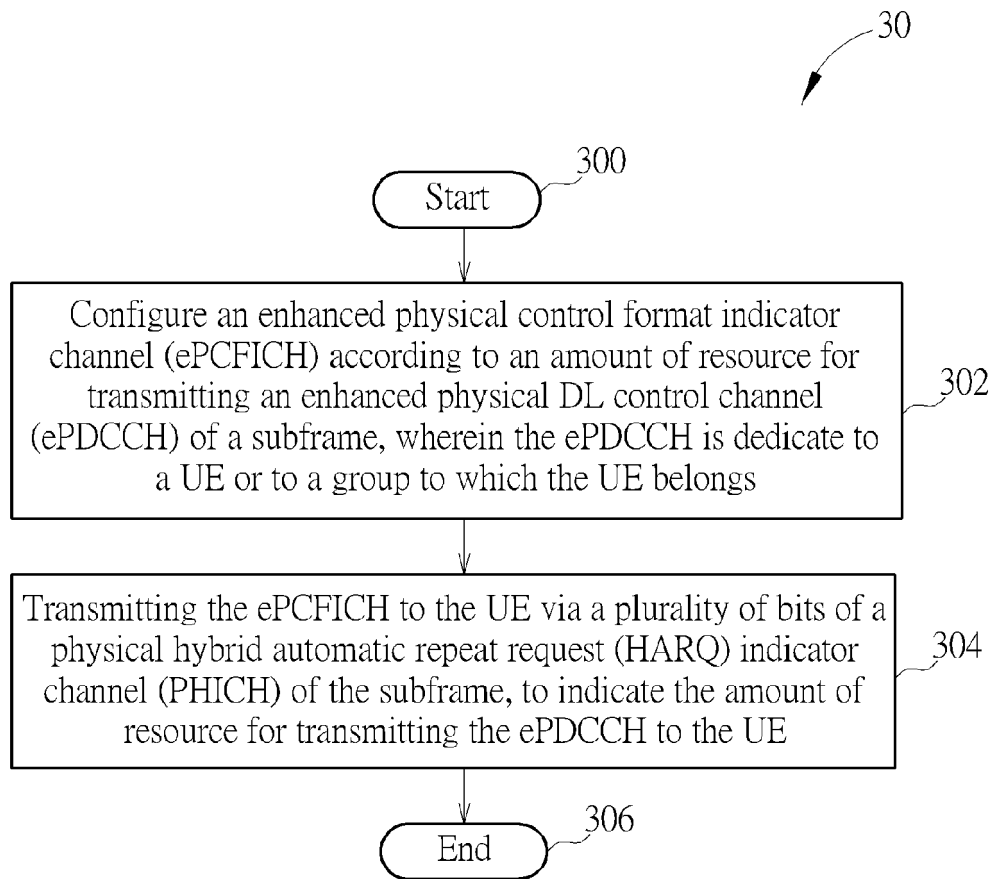 30
300
Start
Configure an enhanced physical control format indicator
channel (ePCFICH) according to an amount of resource for
transmitting an enhanced physical DL control channel
(ePDCCH) of a subframe, wherein the ePDCCH is dedicate to
a UE or to a group to which the UE belongs
302
Transmitting the ePCFICH to the UE via a plurality of bits of a
physical hybrid automatic repeat request (HARQ) indicator
channel (PHICH) of the subframe, to indicate the amount of
resource for transmitting the ePDCCH to the UE
304
306
End